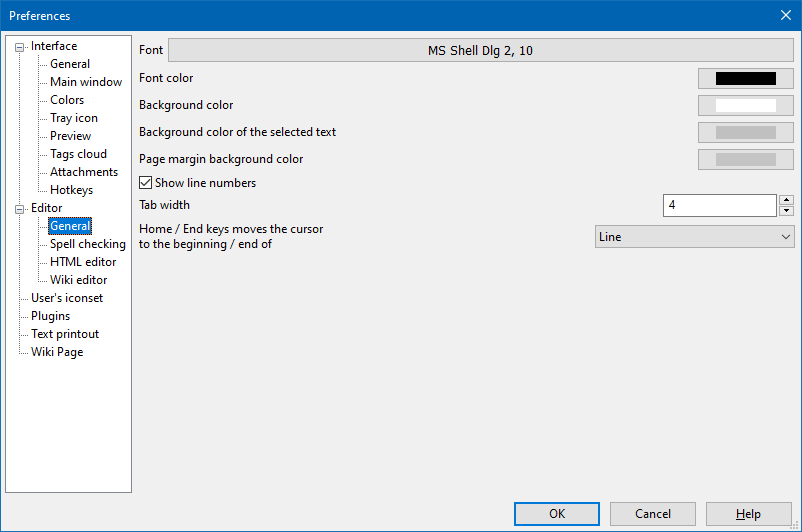 Preferences
Interface
General
Main window
Colors
Tray icon
Preview
Tags cloud
Attachments
Hotkeys
Editor
General
Spell checking
HTML editor
Wiki editor
User's iconset
Plugins
Text printout
Wiki Page
Font MS Shell Dlg 2, 10
Font color
Background color
Background color of the selected text
Page margin background color
Show line numbers
Tab width 4
Home / End keys moves the cursor
to the beginning / end of
Line
OK Cancel Help